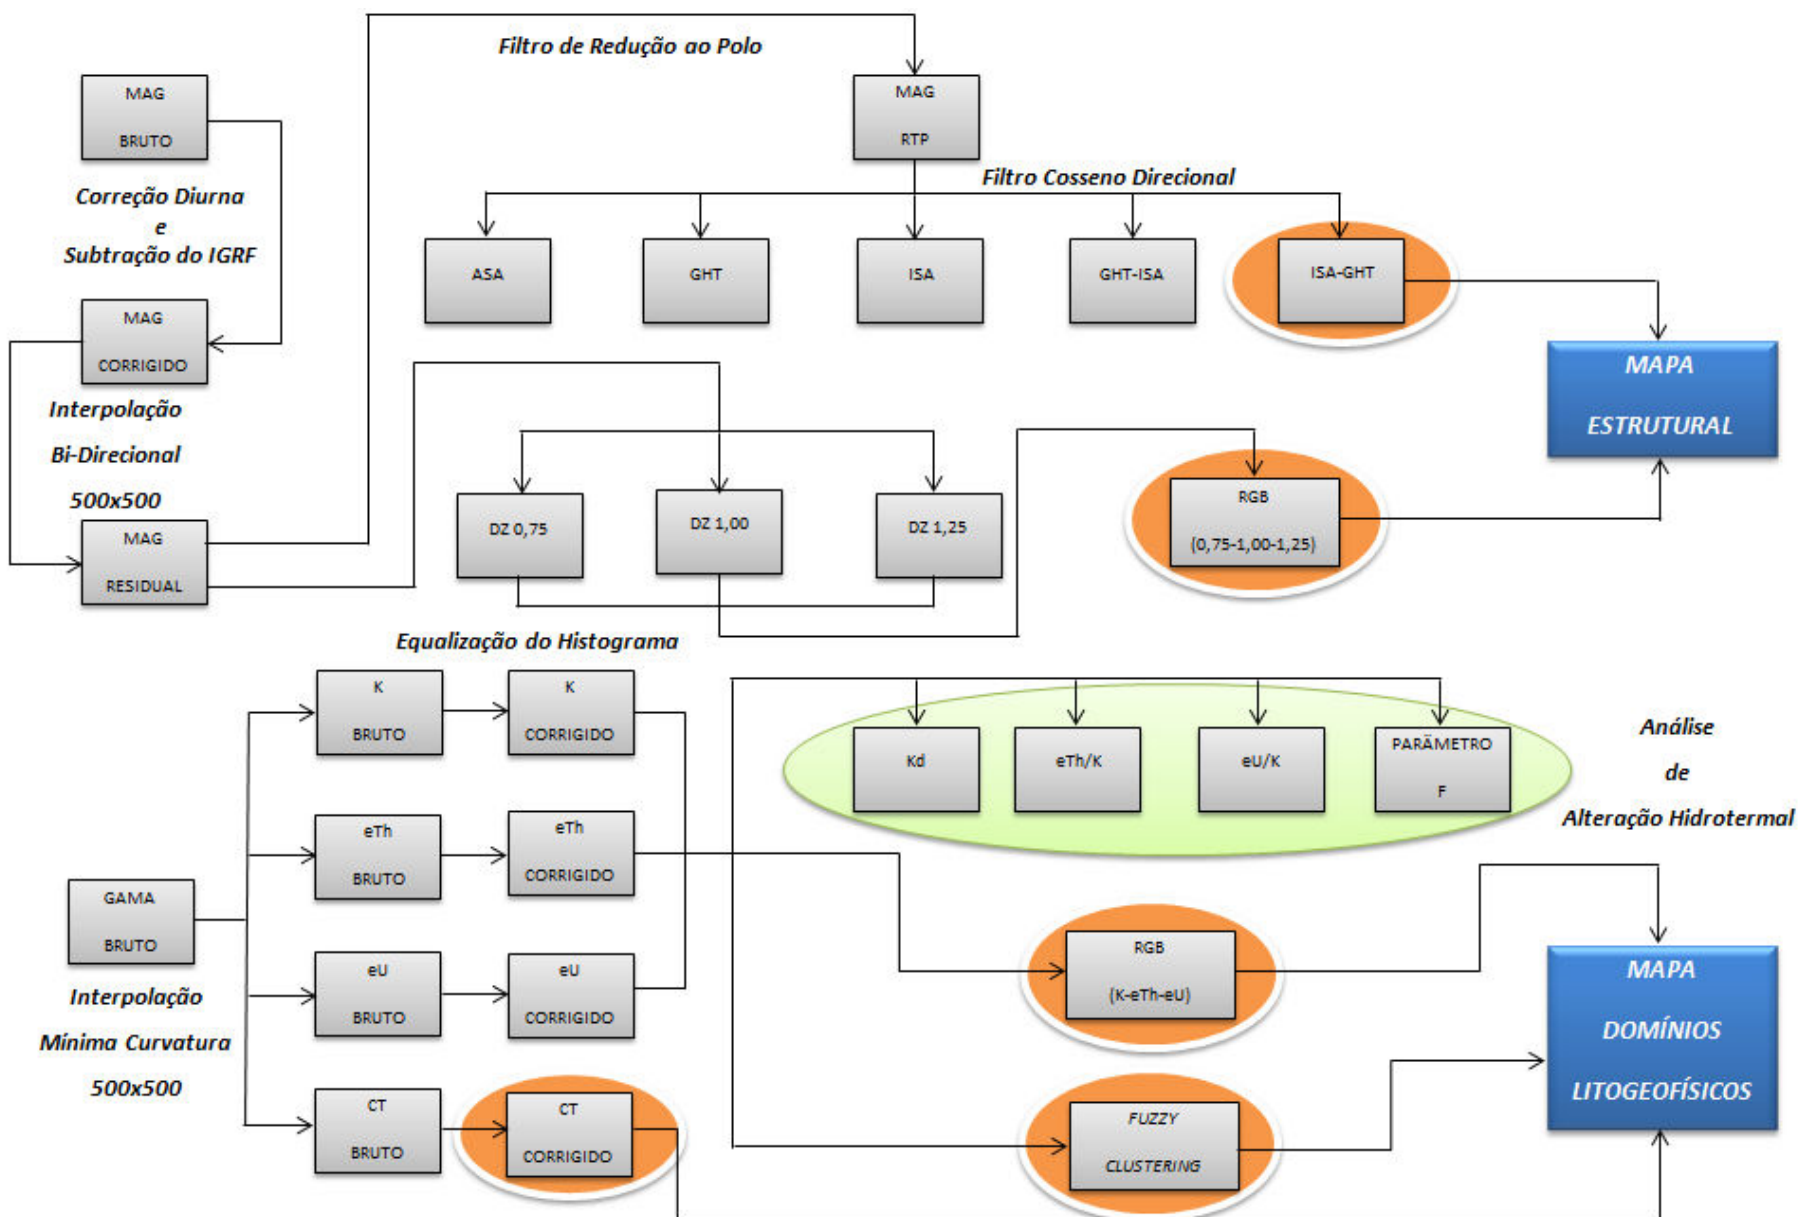 Filtro de Redução ao Polo
MAG
BRUTO
MAG
RTP
Correção Diurna
e
Subtração do IGRF
Filtro Cosseno Direcional
ASA
GHT
ISA
GHT-ISA
ISA-GHT
MAG
CORRIGIDO
MAPA
ESTRUTURAL
Interpolação
Bi-Direcional
500x500
MAG
RESIDUAL
DZ 0,75
DZ 1,00
DZ 1,25
RGB
(0,75-1,00-1,25)
Equalização do Histograma
K
BRUTO
K
CORRIGIDO
Kd
eTh/K
eU/K
PARÂMETRO
F
Análise
de
Alteração Hidrotermal
eTh
BRUTO
eTh
CORRIGIDO
GAMA
BRUTO
Interpolação
Mínima Curvatura
500x500
eU
BRUTO
eU
CORRIGIDO
RGB
(K-eTh-eU)
MAPA
DOMÍNIOS
LITOGEOFÍSICOS
CT
BRUTO
CT
CORRIGIDO
FUZZY
CLUSTERING